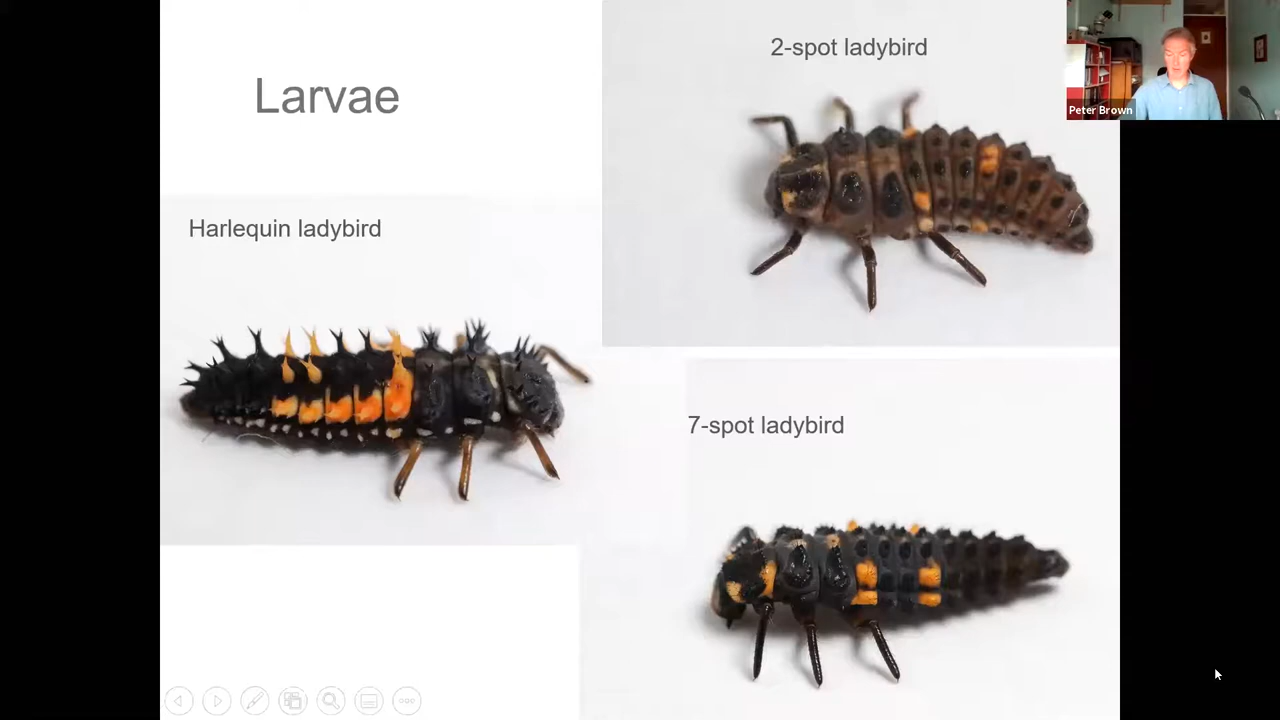 Larvae
2-spot ladybird
Peter Brown
Harlequin ladybird
7-spot ladybird